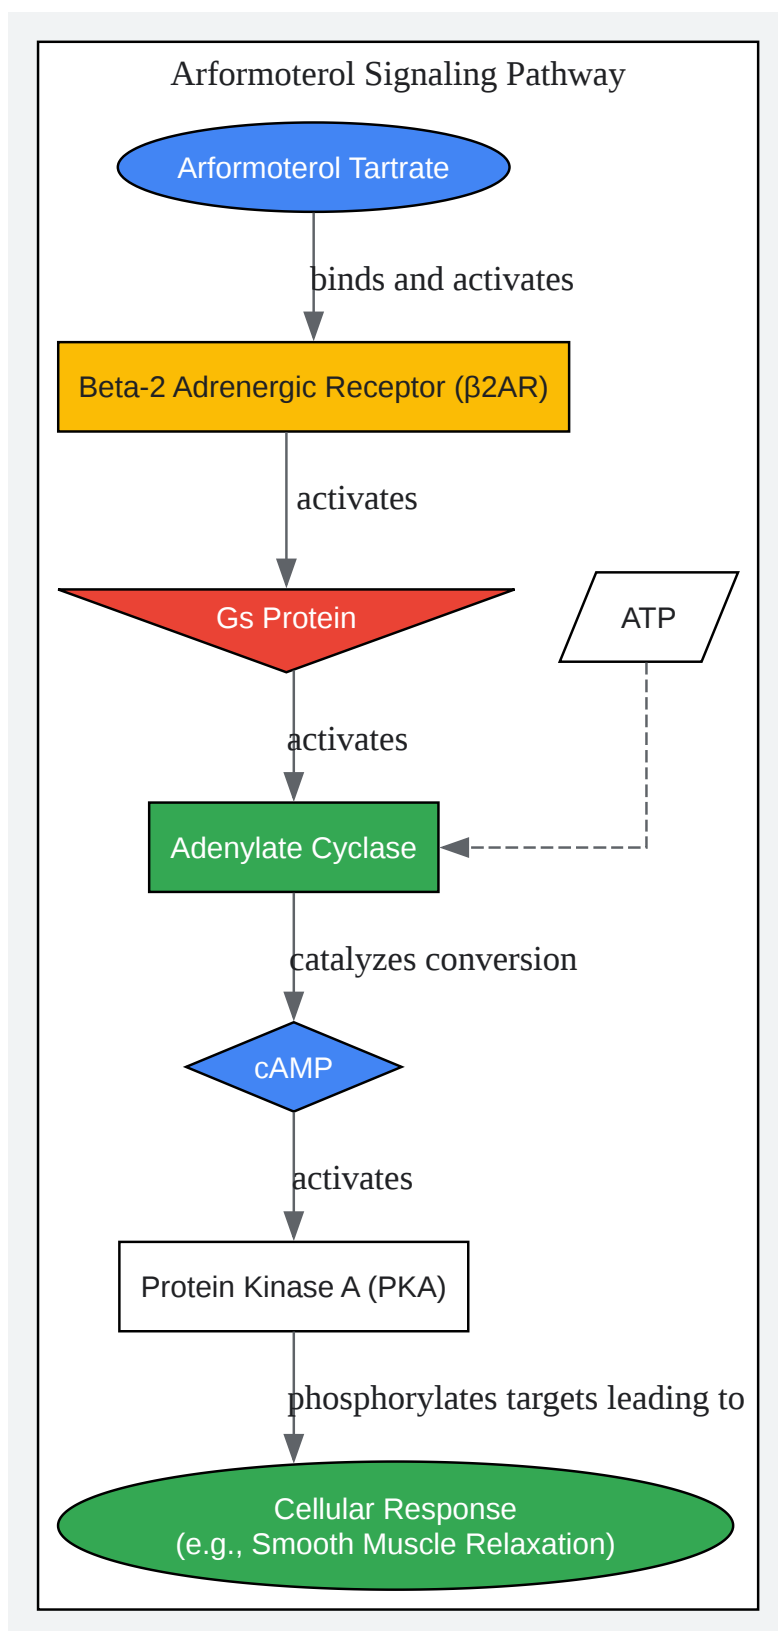 Arformoterol Signaling Pathway
Arformoterol Tartrate
binds and activates
Beta-2 Adrenergic Receptor (β2AR)
activates
Gs Protein
ATP
activates
Adenylate Cyclase
catalyzes conversion
cAMP
activates
Protein Kinase A (PKA)
phosphorylates targets leading to
Cellular Response
(e.g., Smooth Muscle Relaxation)